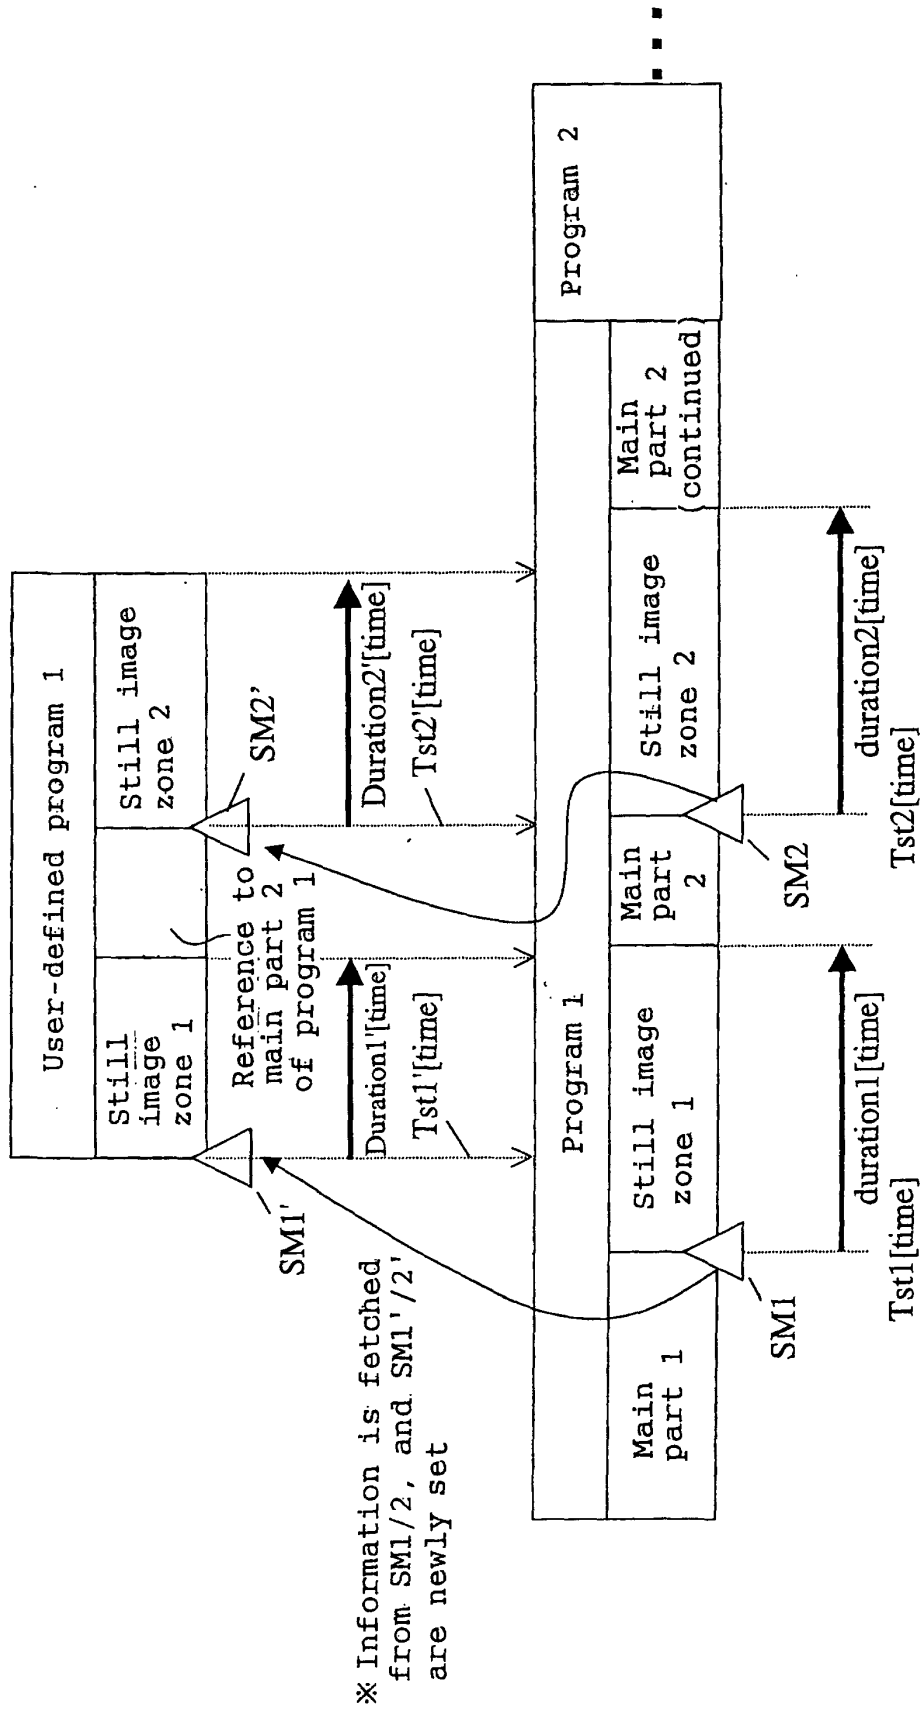 User-defined program 1
Still
image
zone 1
Still image
zone 2
SM1'
Reference to
main part 2
of program 1
SM2'
※ Information is fetched
from SM1/2, and SM1'/2'
are newly set
Duration1'[time]
Tst1'[time]
Duration2'[time]
Tst2'[time]
Program 1
Program 2
Main
part 1
Still image
zone 1
Main
part
2
Still image
zone 2
Main
part 2
(continued)
SM1
SM2
duration1[time]
Tst1[time]
duration2[time]
Tst2[time]